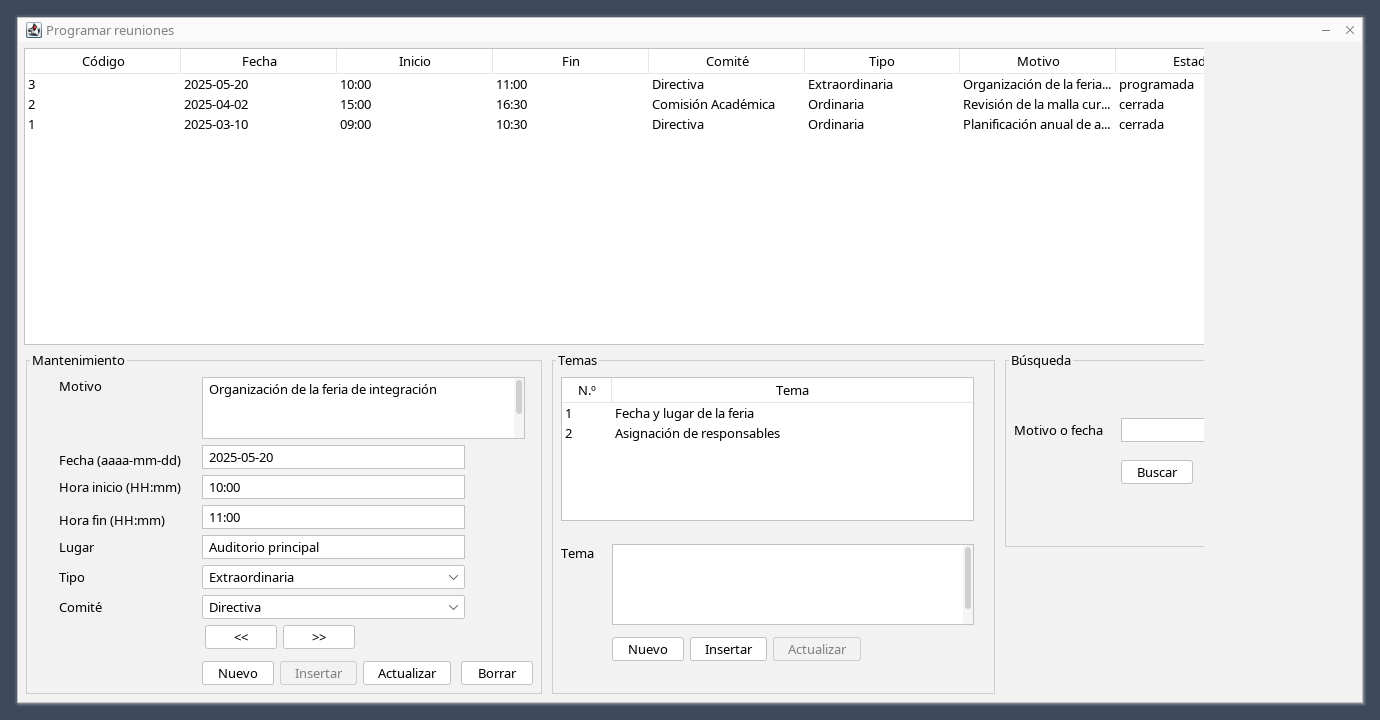 Programar reuniones
Código Fecha Inicio Fin Comité Tipo Motivo Estad
3 2025-05-20 10:00 11:00 Directiva Extraordinaria Organización de la feria... programada
2 2025-04-02 15:00 16:30 Comisión Académica Ordinaria Revisión de la malla cur... cerrada
1 2025-03-10 09:00 10:30 Directiva Ordinaria Planificación anual de a... cerrada
Mantenimiento
Motivo
Organización de la feria de integración
Fecha (aaaa-mm-dd) 2025-05-20
Hora inicio (HH:mm) 10:00
Hora fin (HH:mm) 11:00
Lugar Auditorio principal
Tipo Extraordinaria
Comité Directiva
<< >>
Nuevo Insertar Actualizar Borrar
Temas
N.º Tema
1 Fecha y lugar de la feria
2 Asignación de responsables
Tema
Nuevo Insertar Actualizar
Búsqueda
Motivo o fecha
Buscar